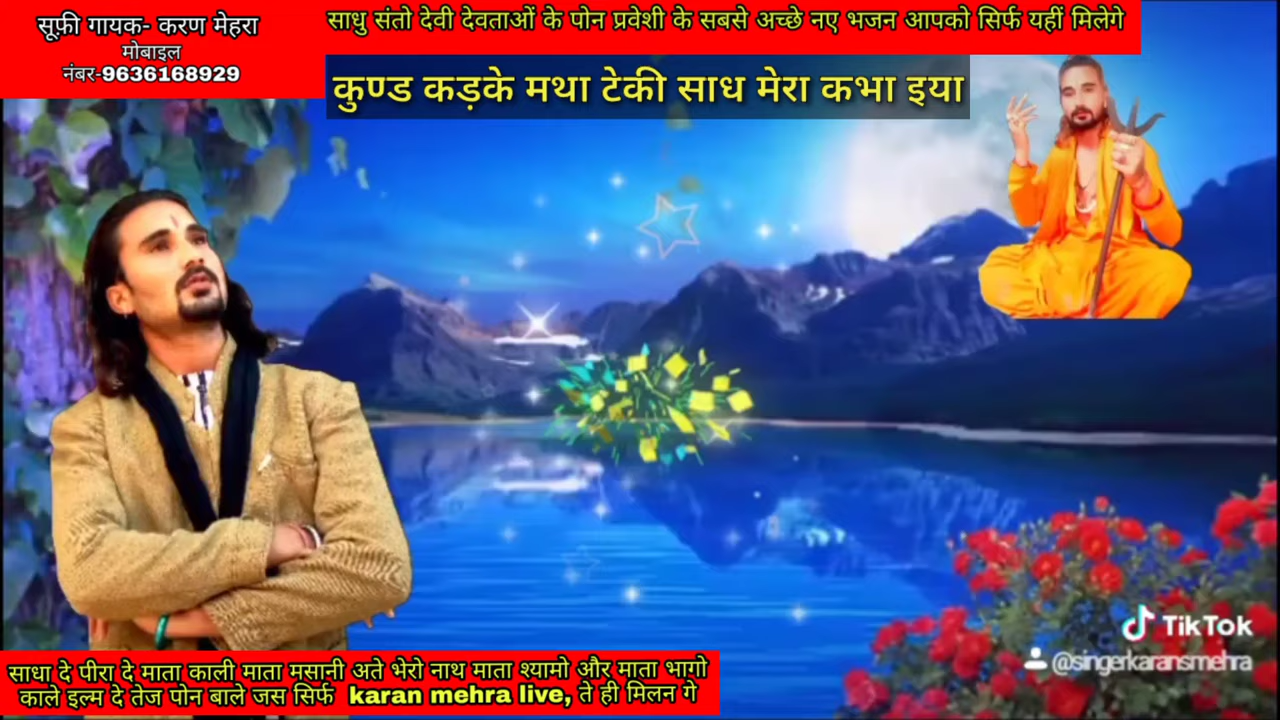 सूफ़ी गायक- करण मेहरा
मोबाइल
नंबर-9636168929
साधु संतो देवी देवताओं के पोन प्रवेशी के सबसे अच्छे नए भजन आपको सिर्फ यहीं मिलेगे
कुण्ड कड़के मथा टेकी साध मेरा कभा इया
TikTok
@singerkaransmehra
साधा दे पीरा दे माता काली माता मसानी अते भेरो नाथ माता श्यामो और माता भागो
काले इल्म दे तेज पोन बाले जस सिर्फ karan mehra live, ते ही मिलन गे